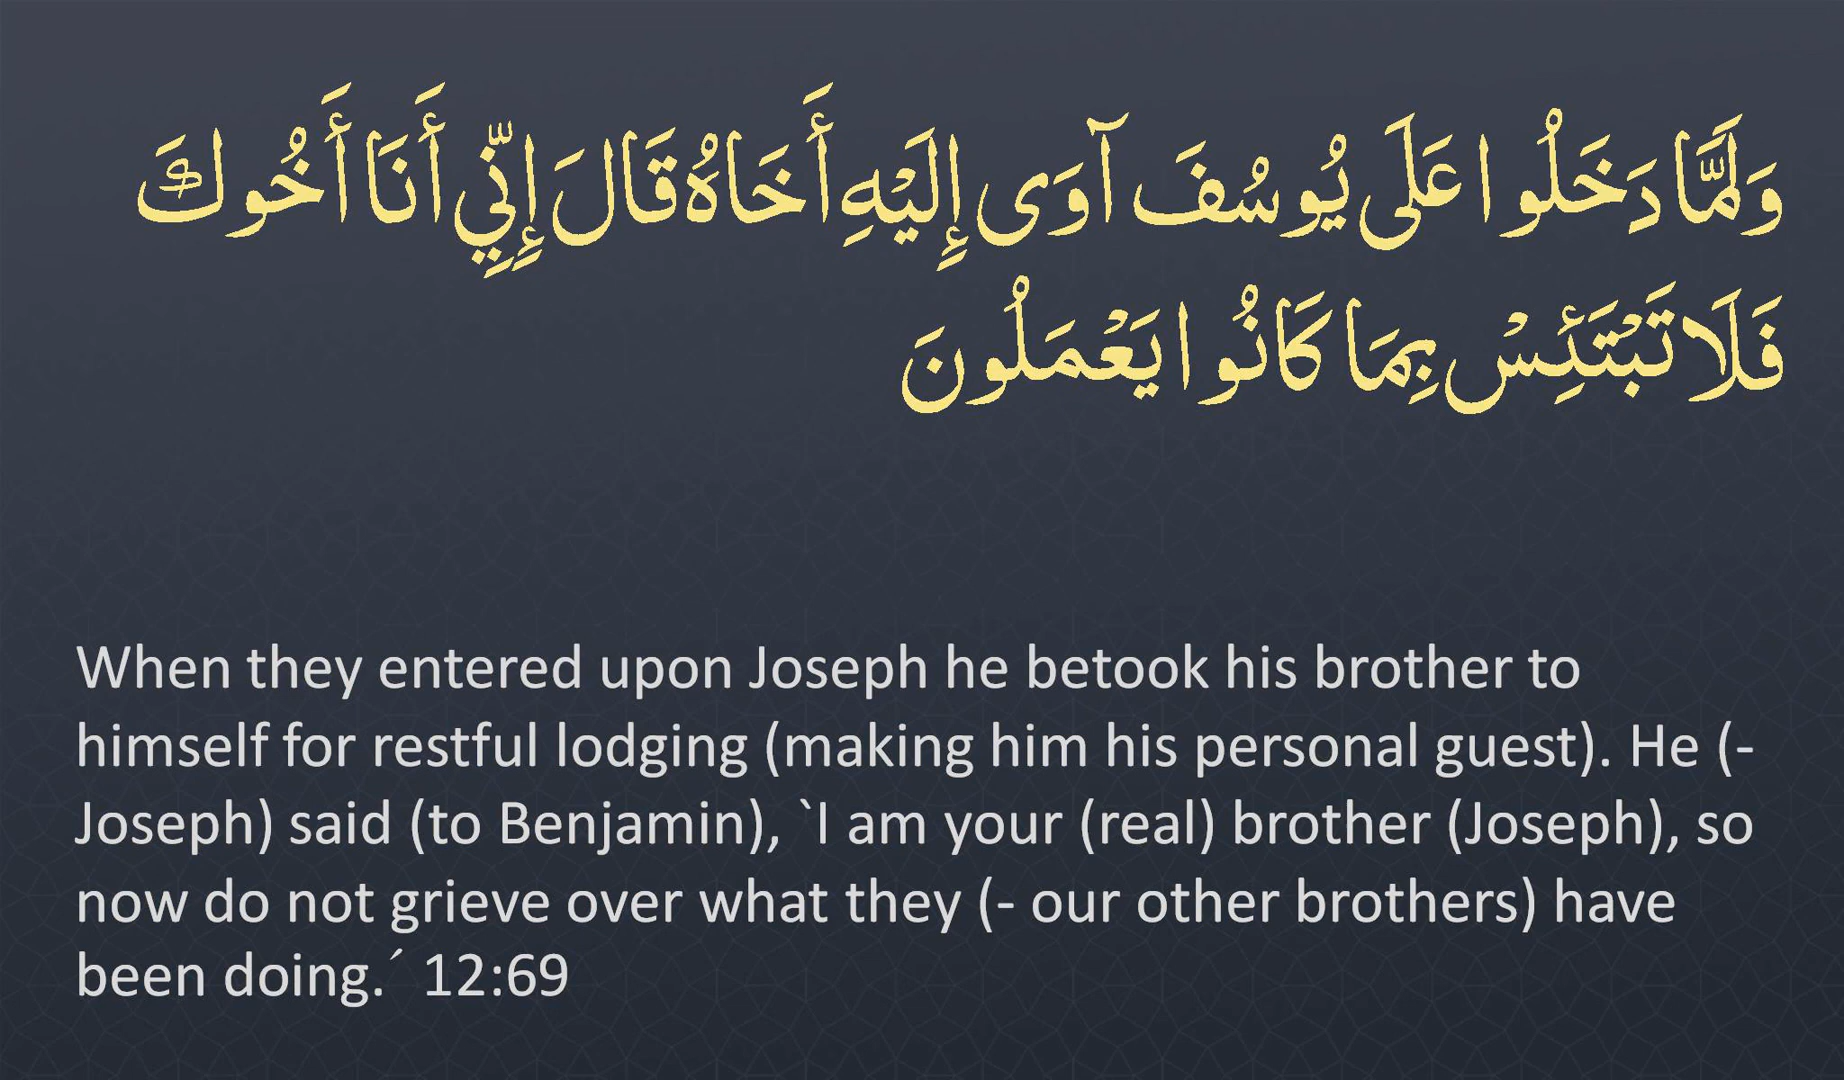 وَلَمَّا دَخَلُوا عَلَى يُوسُفَ آوَى إِلَيْهِ أَخَاهُ قَالَ إِنِّي أَنَا أَخُوكَ
فَلَا تَبْتَئِسْ بِمَا كَانُوا يَعْمَلُونَ
When they entered upon Joseph he betook his brother to
himself for restful lodging (making him his personal guest). He (-
Joseph) said (to Benjamin), `I am your (real) brother (Joseph), so
now do not grieve over what they (- our other brothers) have
been doing.´ 12:69